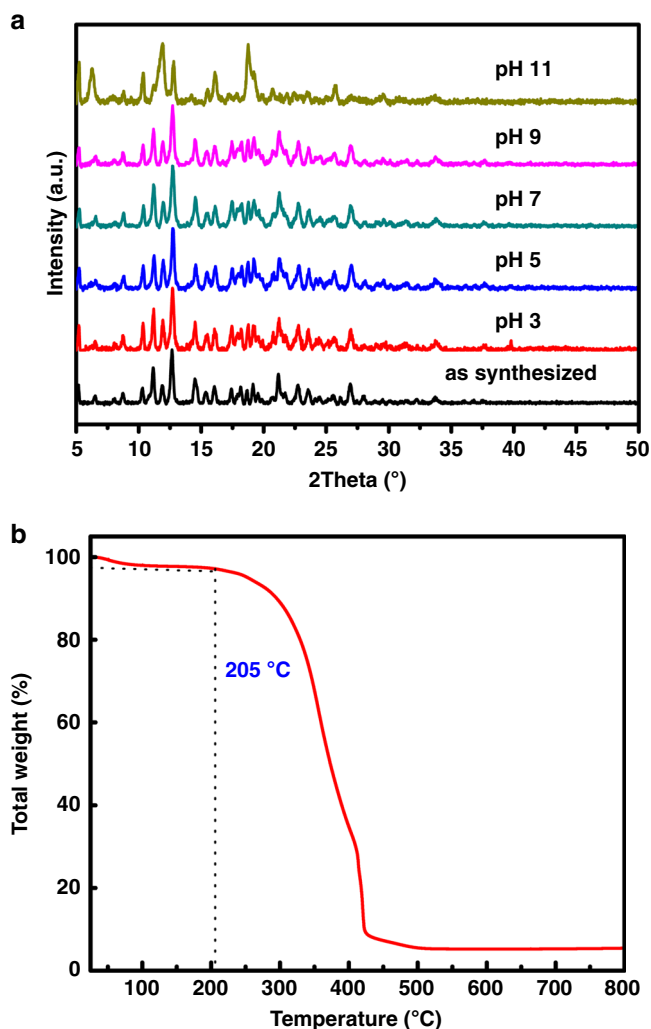 a
pH 11
pH 9
pH 7
pH 5
pH 3
as synthesized
Intensity (a.u.)
5 10 15 20 25 30 35 40 45 50
2Theta (°)
b
100
80
60
40
20
0
205 °C
Total weight (%)
100 200 300 400 500 600 700 800
Temperature (°C)